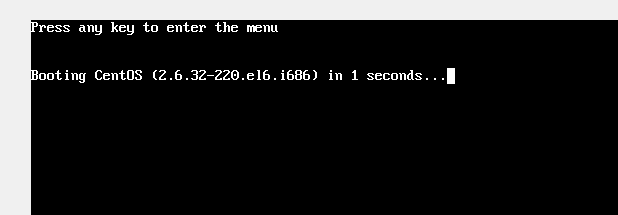 Press any key to enter the menu
Booting CentOS (2.6.32-220.el6.i686) in 1 seconds...